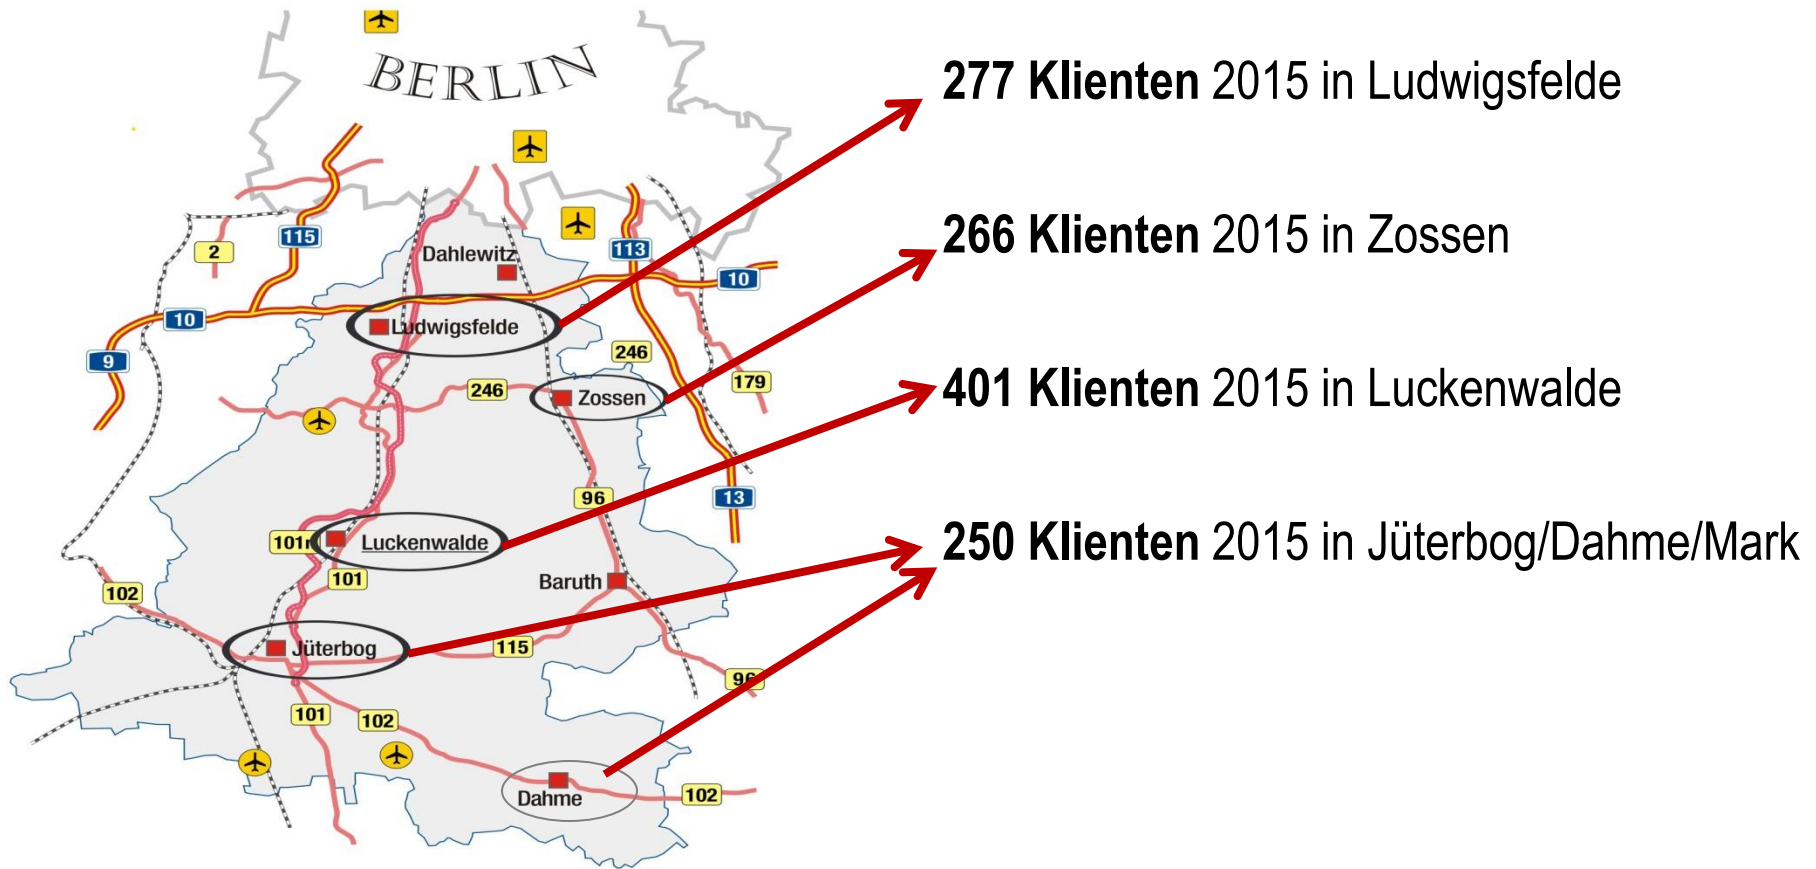 BERLIN
277 Klienten 2015 in Ludwigsfelde
266 Klienten 2015 in Zossen
401 Klienten 2015 in Luckenwalde
250 Klienten 2015 in Jüterbog/Dahme/Mark
2
115
113
Dahlewitz
10
10
Ludwigsfelde
9
246
179
246
Zossen
96
13
101n
Luckenwalde
101
Baruth
102
Jüterbog
115
96
101
102
Dahme
102